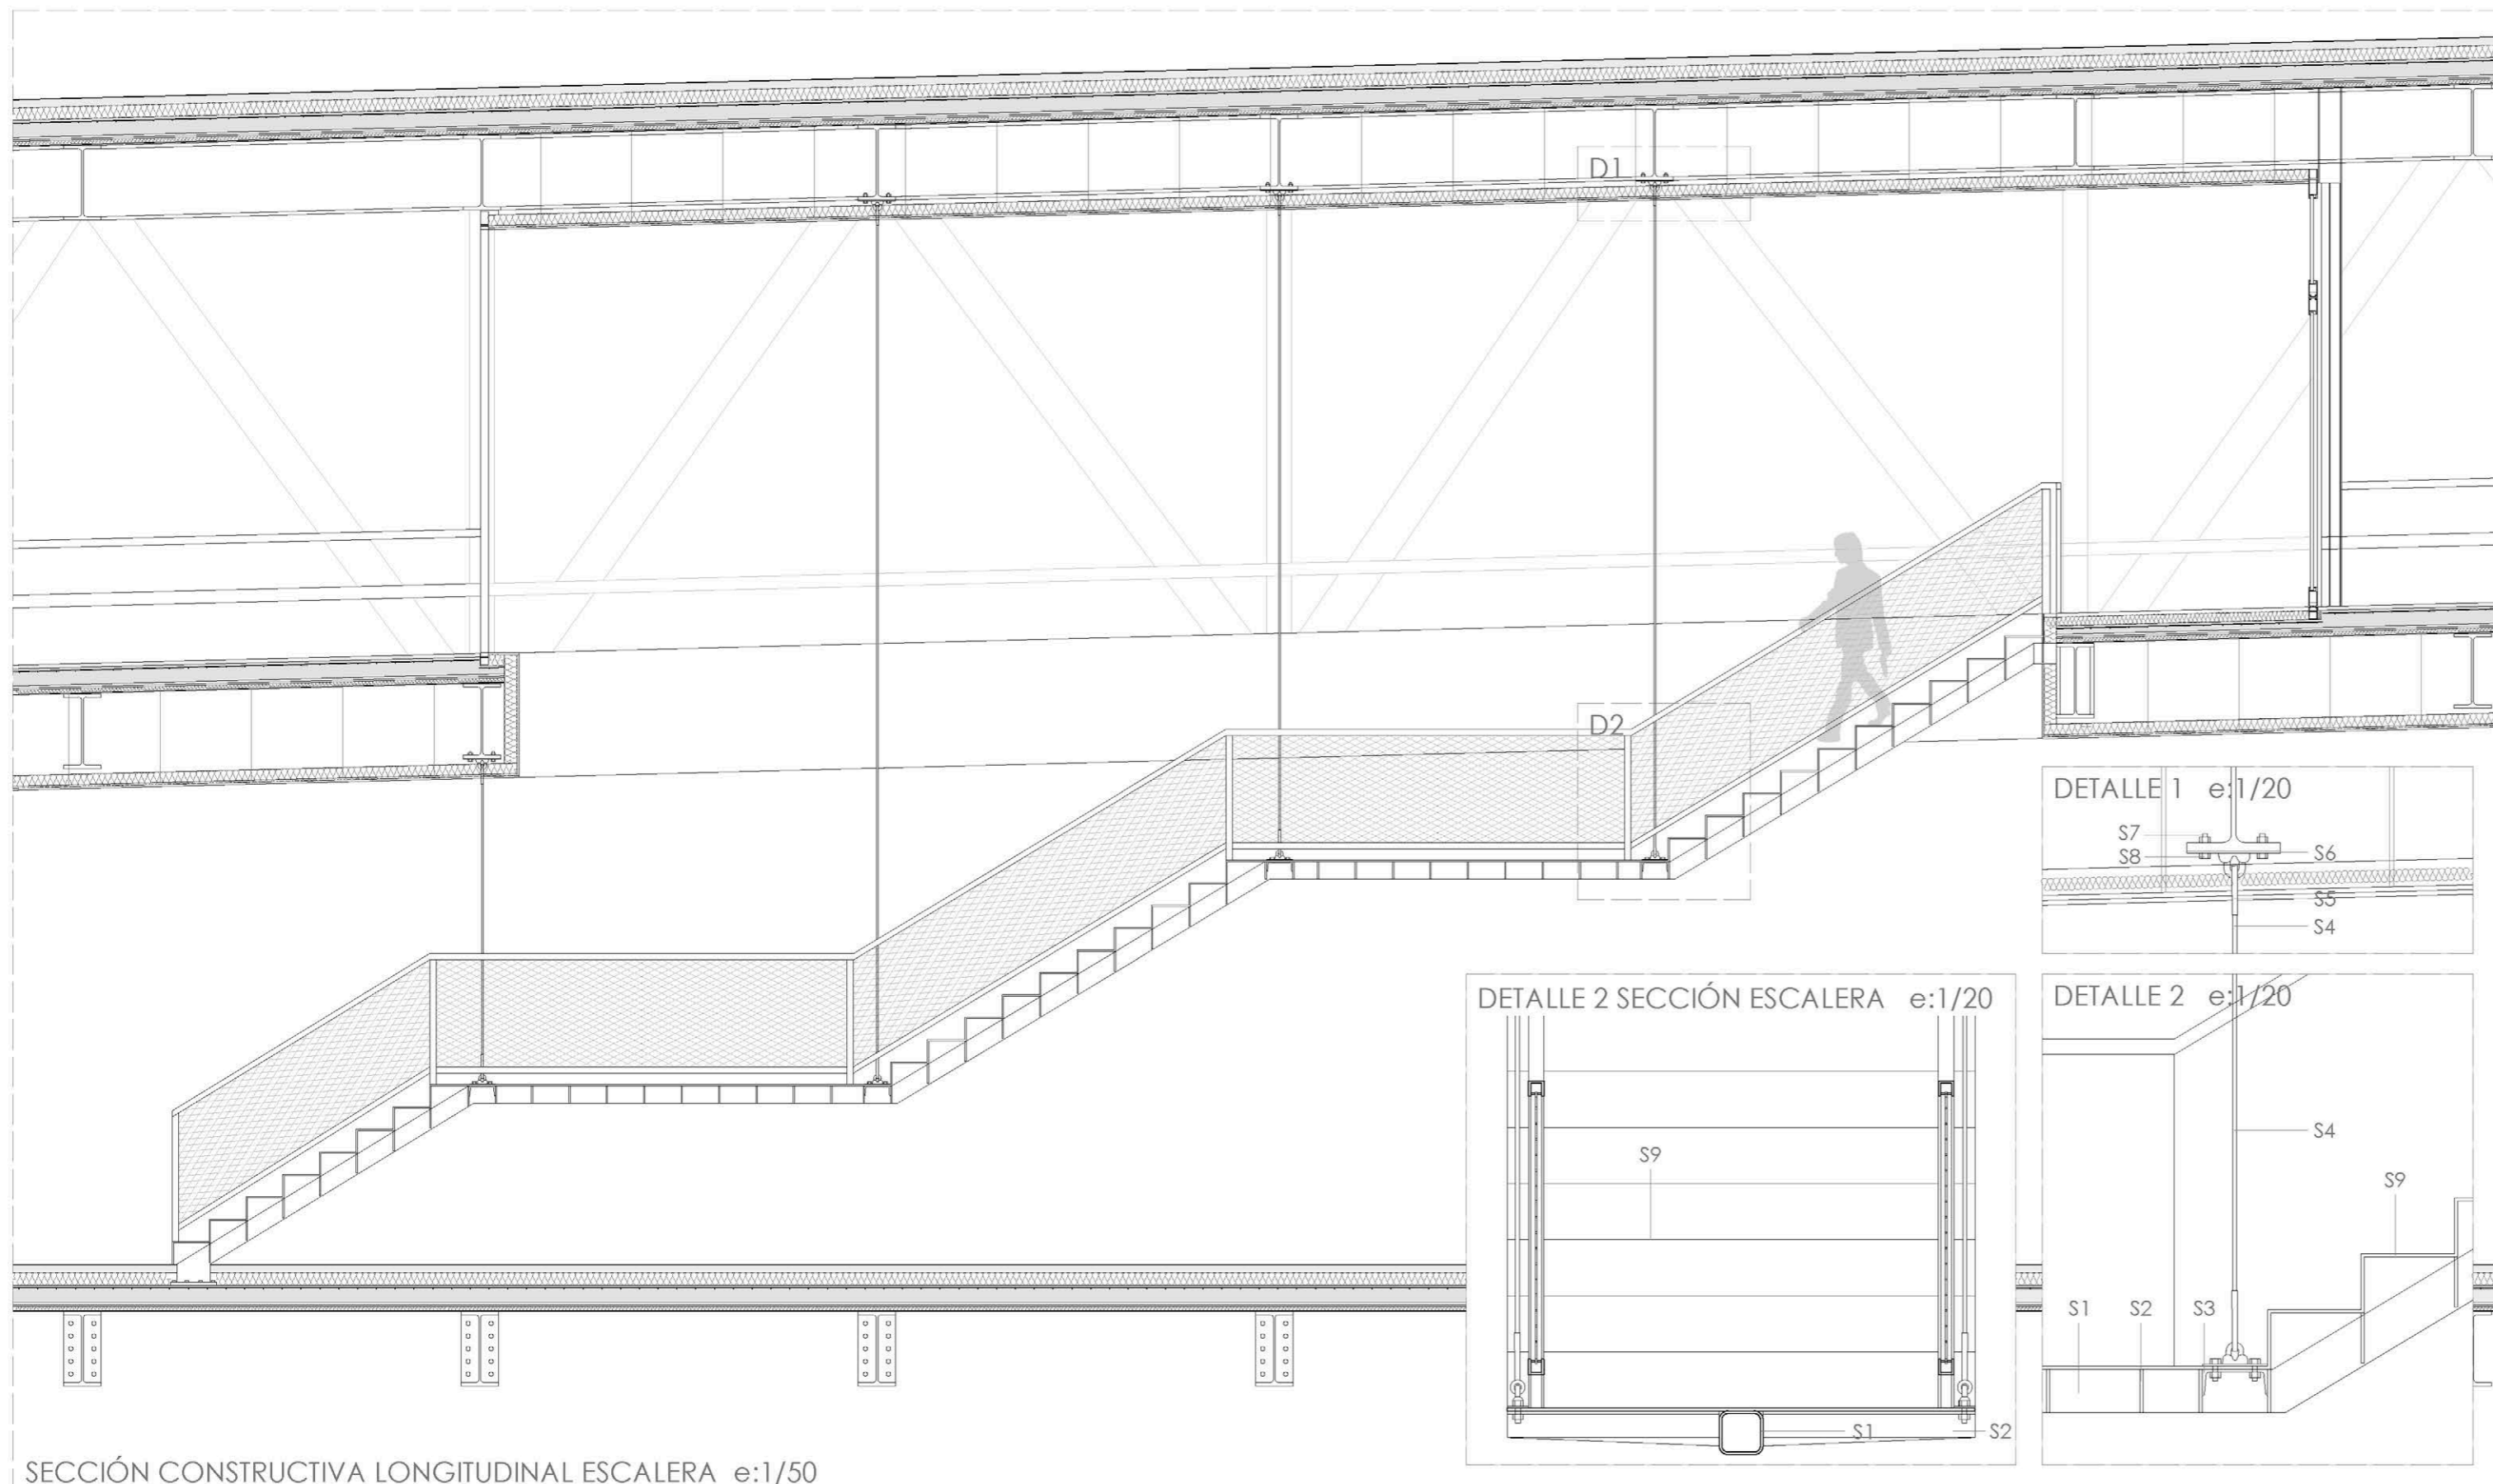 D1
D2
DETALLE 1 e:1/20
S7
S8
S6
S5
S4
DETALLE 2 SECCIÓN ESCALERA e:1/20
S9
S1
S2
DETALLE 2 e:1/20
S4
S9
S1 S2 S3
SECCIÓN CONSTRUCTIVA LONGITUDINAL ESCALERA e:1/50